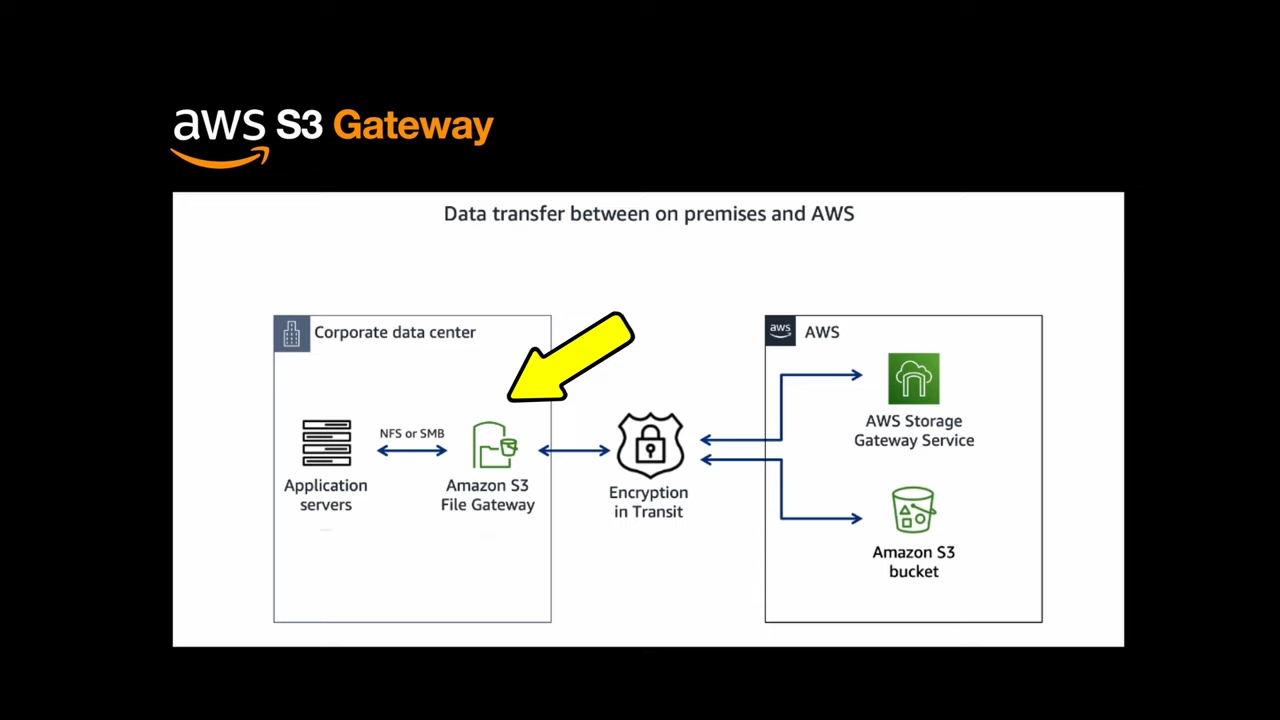 aws S3 Gateway
Data transfer between on premises and AWS
Corporate data center
NFS or SMB
Application
servers
Amazon S3
File Gateway
Encryption
in Transit
aws
AWS
AWS Storage
Gateway Service
Amazon S3
bucket